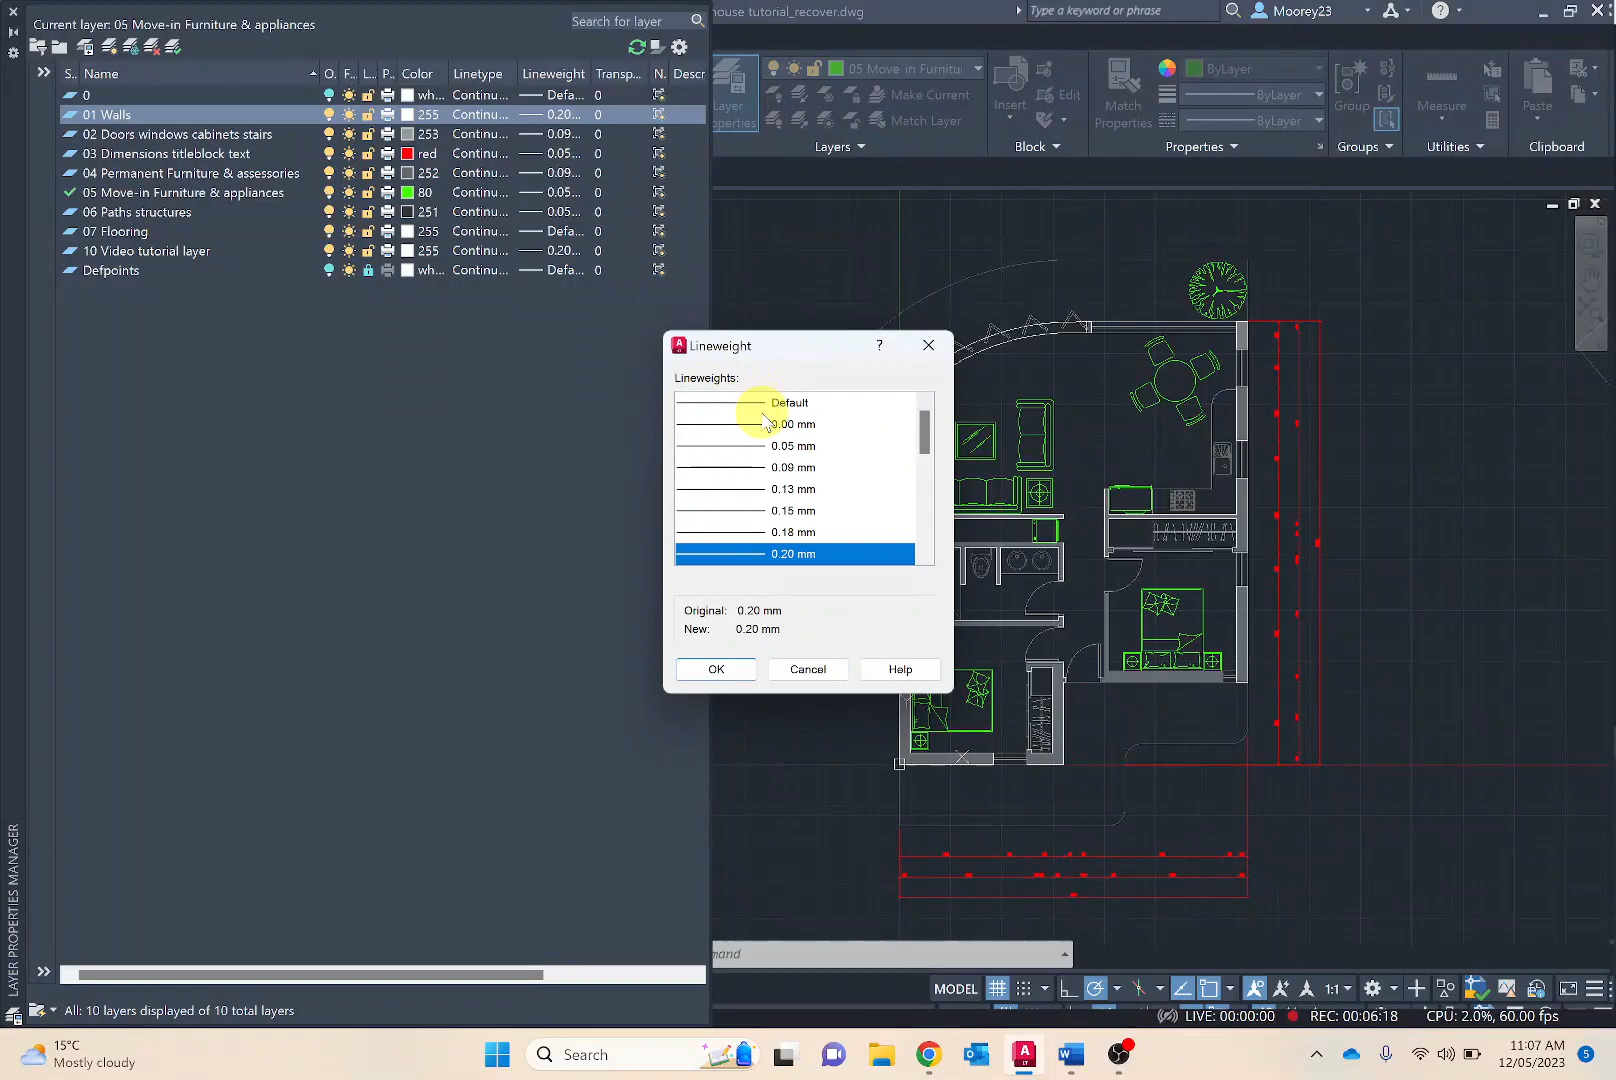 Current layer: 05 Move-in Furniture & appliances
Search for layer
S.. Name O. F.. L.. P.. Color Linetype Lineweight Transp... N. Descr
0 wh... Continu... Defa... 0
01 Walls 255 Continu... 0.20... 0
02 Doors windows cabinets stairs 253 Continu... 0.09... 0
03 Dimensions titleblock text red Continu... 0.05... 0
04 Permanent Furniture & assessories 252 Continu... 0.09... 0
05 Move-in Furniture & appliances 80 Continu... 0.05... 0
06 Paths structures 251 Continu... 0.05... 0
07 Flooring 255 Continu... Defa... 0
10 Video tutorial layer 255 Continu... 0.20... 0
Defpoints wh... Continu... Defa... 0
LAYER PROPERTIES MANAGER
All: 10 layers displayed of 10 total layers
house tutorial_recover.dwg
Type a keyword or phrase
Moorey23
Layer
Properties
05 Move in Furnitu
Make Current
Match Layer
Layers
Insert
Edit
Block
Match
Properties
ByLayer
ByLayer
ByLayer
Properties
Group
Groups
Measure
Utilities
Paste
Clipboard
Lineweight
?
Lineweights:
Default
0.00 mm
0.05 mm
0.09 mm
0.13 mm
0.15 mm
0.18 mm
0.20 mm
Original: 0.20 mm
New: 0.20 mm
OK
Cancel
Help
mand
MODEL
1:1
LIVE: 00:00:00
REC: 00:06:18
CPU: 2.0%, 60.00 fps
15°C
Mostly cloudy
Search
11:07 AM
12/05/2023
5